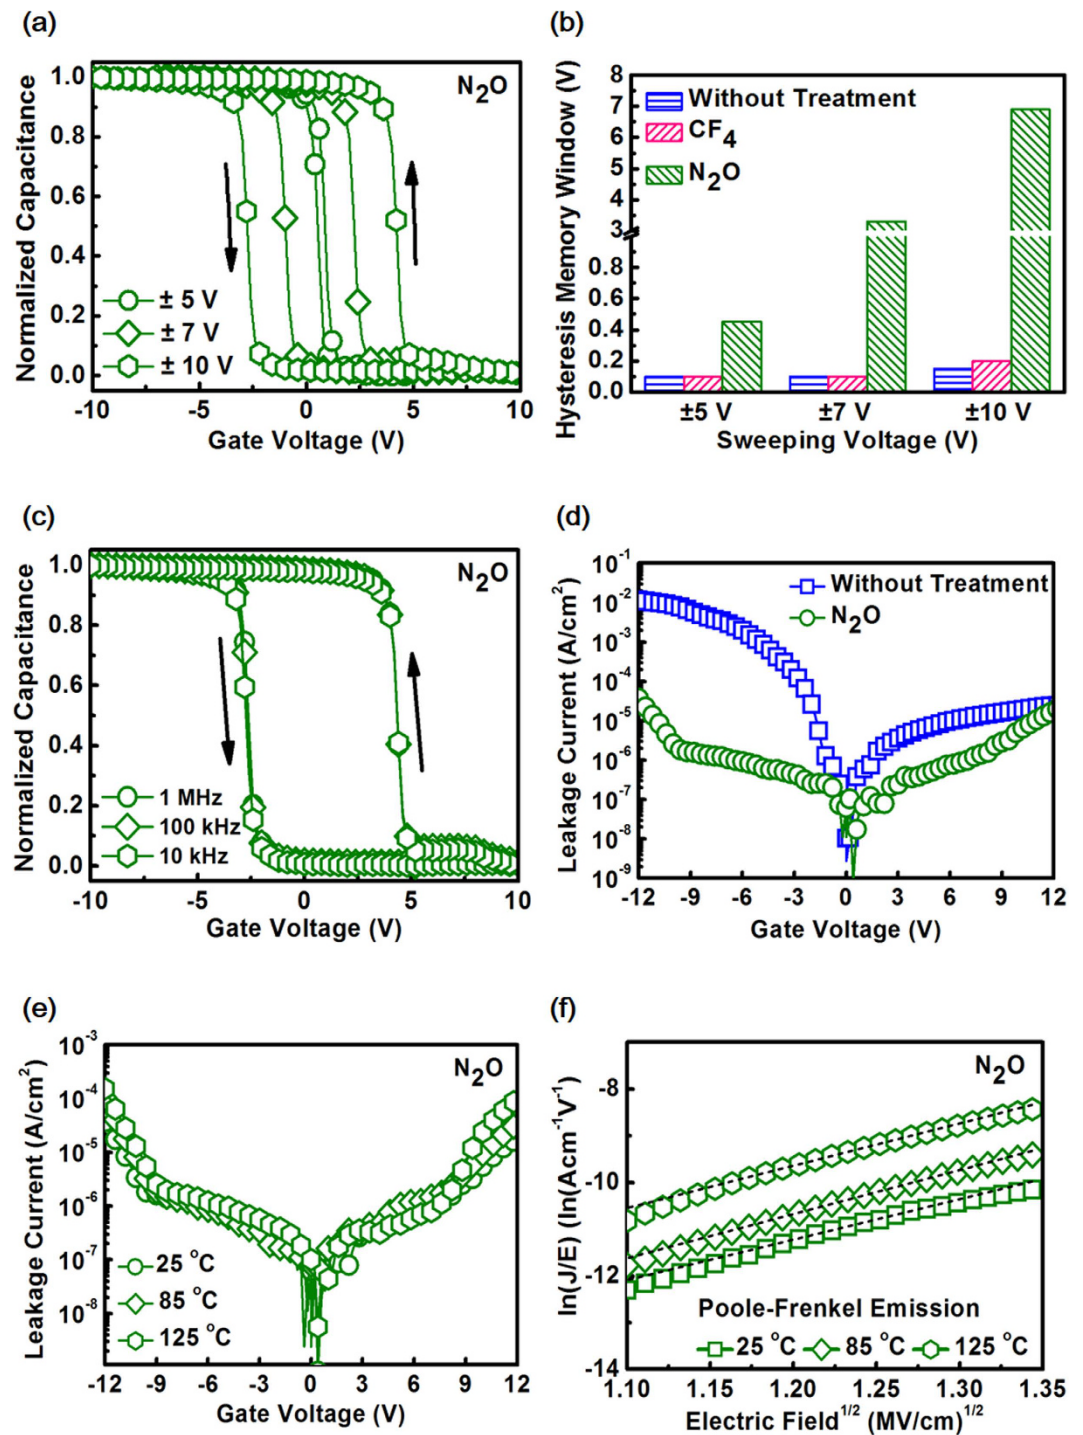 (a)
N2O
Normalized Capacitance
1.0
0.8
0.6
0.4
0.2
0.0
± 5 V
± 7 V
± 10 V
-10
-5
0
5
10
Gate Voltage (V)
(b)
Hysteresis Memory Window (V)
8
7
6
5
4
3
0.8
0.6
0.4
0.2
0.0
Without Treatment
CF4
N2O
±5 V
±7 V
±10 V
Sweeping Voltage (V)
(c)
N2O
Normalized Capacitance
1.0
0.8
0.6
0.4
0.2
0.0
1 MHz
100 kHz
10 kHz
-10
-5
0
5
10
Gate Voltage (V)
(d)
Leakage Current (A/cm2)
10-1
10-2
10-3
10-4
10-5
10-6
10-7
10-8
10-9
Without Treatment
N2O
-12
-9
-6
-3
0
3
6
9
12
Gate Voltage (V)
(e)
N2O
Leakage Current (A/cm2)
10-3
10-4
10-5
10-6
10-7
10-8
25 °C
85 °C
125 °C
-12
-9
-6
-3
0
3
6
9
12
Gate Voltage (V)
(f)
N2O
ln(J/E) (ln(Acm-1V-1)
-8
-10
-12
-14
Poole-Frenkel Emission
25 °C
85 °C
125 °C
1.10
1.15
1.20
1.25
1.30
1.35
Electric Field1/2 (MV/cm)1/2